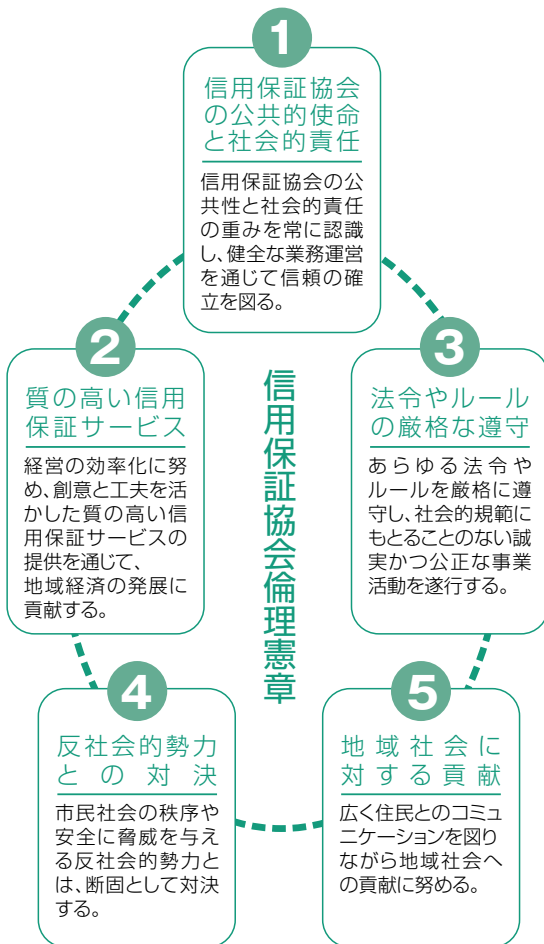 1
信用保証協会
の公共的使命
と社会的責任
信用保証協会の公
共性と社会的責任
の重みを常に認識
し、健全な業務運営
を通じて信頼の確
立を図る。
2
質の高い信用
保証サービス
経営の効率化に努
め、創意と工夫を活
かした質の高い信
用保証サービスの
提供を通じて、
地域経済の発展に
貢献する。
信用保証協会倫理憲章
3
法令やルール
の厳格な遵守
あらゆる法令や
ルールを厳格に遵
守し、社会的規範に
もとることのない誠
実かつ公正な事業
活動を遂行する。
4
反社会的勢力
との対決
市民社会の秩序や
安全に脅威を与え
る反社会的勢力と
は、断固として対決
する。
5
地域社会に
対する貢献
広く住民とのコミュ
ニケーションを図り
ながら地域社会へ
の貢献に努める。